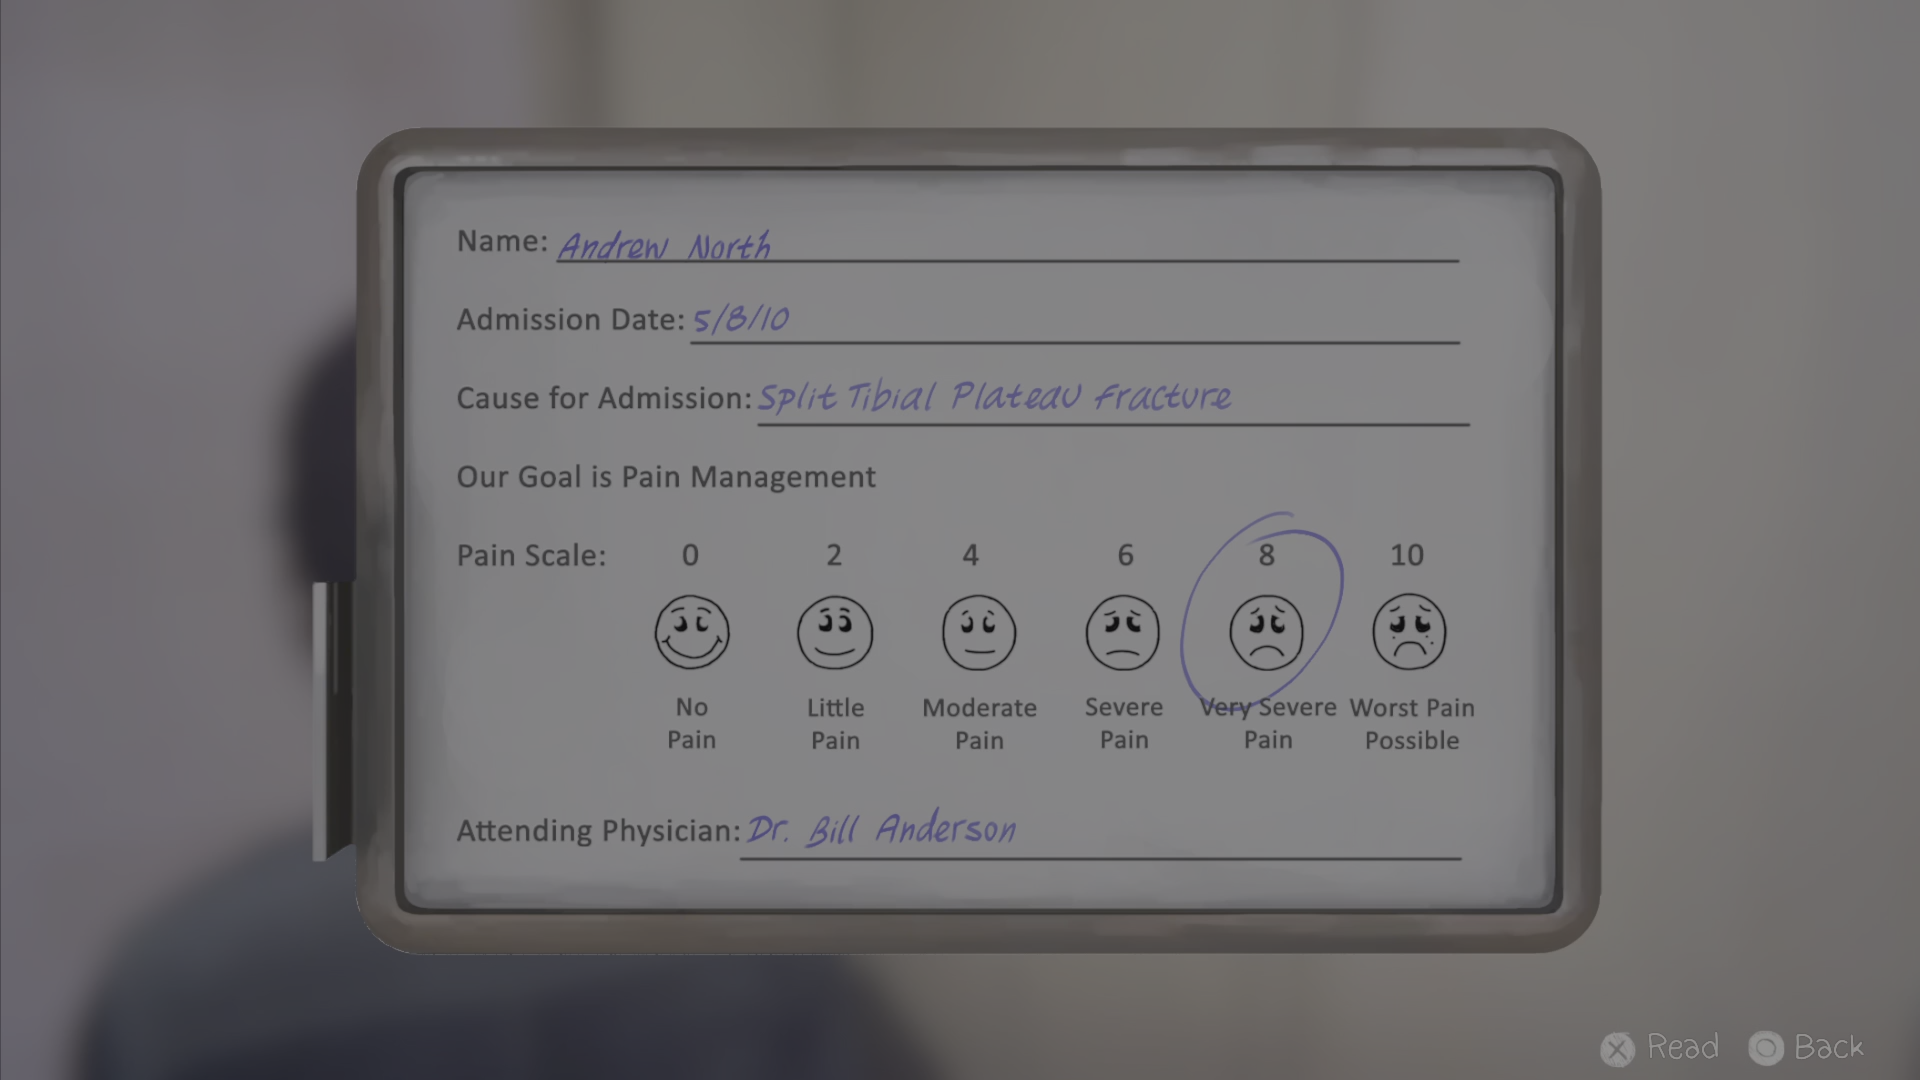 Name: Andrew North
Admission Date: 5/8/10
Cause for Admission: Split Tibial Plateau Fracture
Our Goal is Pain Management
Pain Scale: 0 2 4 6 8 10
No Pain
Little Pain
Moderate Pain
Severe Pain
Very Severe Pain
Worst Pain Possible
Attending Physician: Dr. Bill Anderson
Read Back